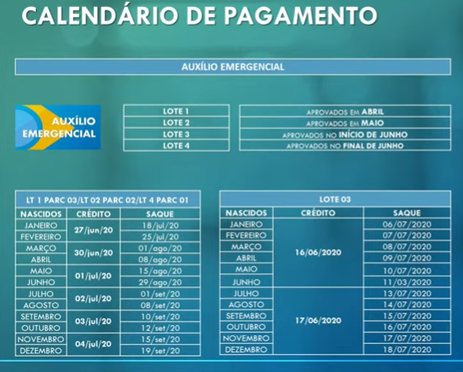 CALENDÁRIO DE PAGAMENTO
AUXÍLIO EMERGENCIAL
AUXÍLIO
EMERGENCIAL
LOTE 1 APROVADOS EM ABRIL
LOTE 2 APROVADOS EM MAIO
LOTE 3 APROVADOS NO INÍCIO DE JUNHO
LOTE 4 APROVADOS NO FINAL DE JUNHO
LT 1 PARC 03/LT 02 PARC 02/LT 4 PARC 01
NASCIDOS CRÉDITO SAQUE
JANEIRO 27/jun/20 18/jul/20
FEVEREIRO 25/jul/20
MARÇO 30/jun/20 01/ago/20
ABRIL 08/ago/20
MAIO 01/jul/20 15/ago/20
JUNHO 29/ago/20
JULHO 02/jul/20 01/set/20
AGOSTO 08/set/20
SETEMBRO 03/jul/20 10/set/20
OUTUBRO 12/set/20
NOVEMBRO 04/jul/20 15/set/20
DEZEMBRO 19/set/20
LOTE 03
NASCIDOS CRÉDITO SAQUE
JANEIRO 16/06/2020 06/07/2020
FEVEREIRO 07/07/2020
MARÇO 08/07/2020
ABRIL 09/07/2020
MAIO 10/07/2020
JUNHO 11/03/2020
JULHO 17/06/2020 13/07/2020
AGOSTO 14/07/2020
SETEMBRO 15/07/2020
OUTUBRO 16/07/2020
NOVEMBRO 17/07/2020
DEZEMBRO 18/07/2020